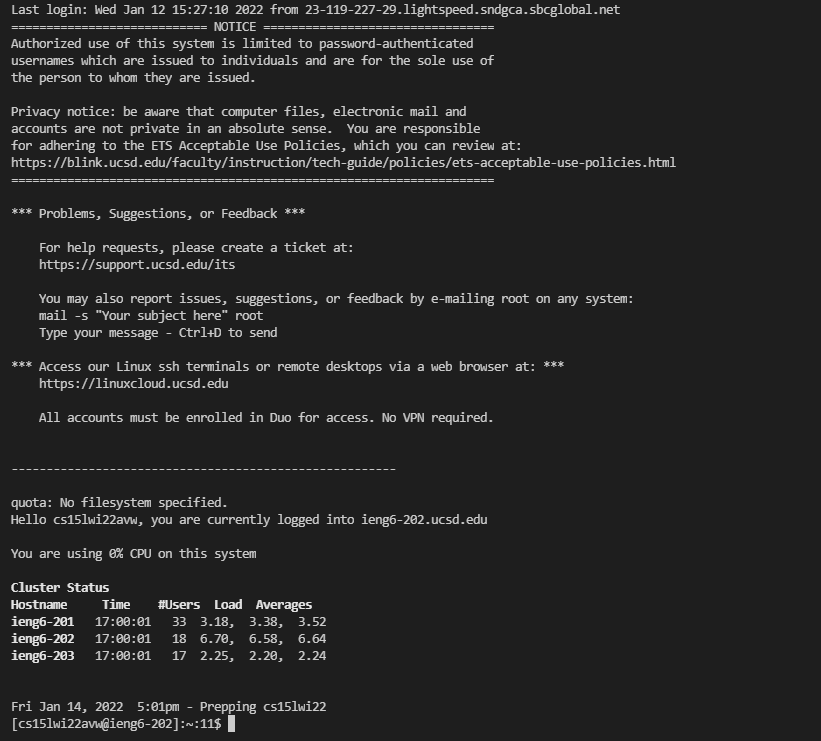 Last login: Wed Jan 12 15:27:10 2022 from 23-119-227-29.lightspeed.sndgca.sbcglobal.net
============================ NOTICE =================================
Authorized use of this system is limited to password-authenticated
usernames which are issued to individuals and are for the sole use of
the person to whom they are issued.

Privacy notice: be aware that computer files, electronic mail and
accounts are not private in an absolute sense.  You are responsible
for adhering to the ETS Acceptable Use Policies, which you can review at:
https://blink.ucsd.edu/faculty/instruction/tech-guide/policies/ets-acceptable-use-policies.html
=====================================================================

*** Problems, Suggestions, or Feedback ***

    For help requests, please create a ticket at:
    https://support.ucsd.edu/its

    You may also report issues, suggestions, or feedback by e-mailing root on any system:
    mail -s "Your subject here" root
    Type your message - Ctrl+D to send

*** Access our Linux ssh terminals or remote desktops via a web browser at: ***
    https://linuxcloud.ucsd.edu

    All accounts must be enrolled in Duo for access. No VPN required.


-------------------------------------------------------

quota: No filesystem specified.
Hello cs15lwi22avw, you are currently logged into ieng6-202.ucsd.edu

You are using 0% CPU on this system

Cluster Status
Hostname     Time    #Users  Load  Averages
ieng6-201   17:00:01   33  3.18,  3.38,  3.52
ieng6-202   17:00:01   18  6.70,  6.58,  6.64
ieng6-203   17:00:01   17  2.25,  2.20,  2.24


Fri Jan 14, 2022  5:01pm - Prepping cs15lwi22
[cs15lwi22avw@ieng6-202]:~:11$